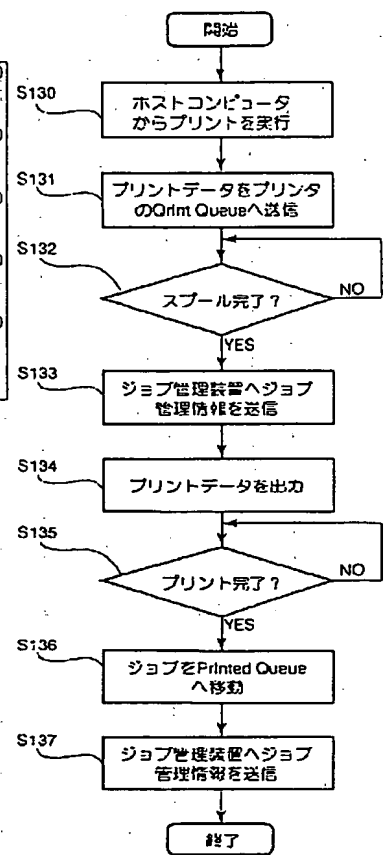 開始
S130
ホストコンピュータ
からプリントを実行
S131
プリントデータをプリンタ
のQrint Queueへ送信
S132
スプール完了?
NO
YES
S133
ジョブ管理装置へジョブ
管理情報を送信
S134
プリントデータを出力
S135
プリント完了?
NO
YES
S136
ジョブをPrinted Queue
へ移動
S137
ジョブ管理装置へジョブ
管理情報を送信
終了